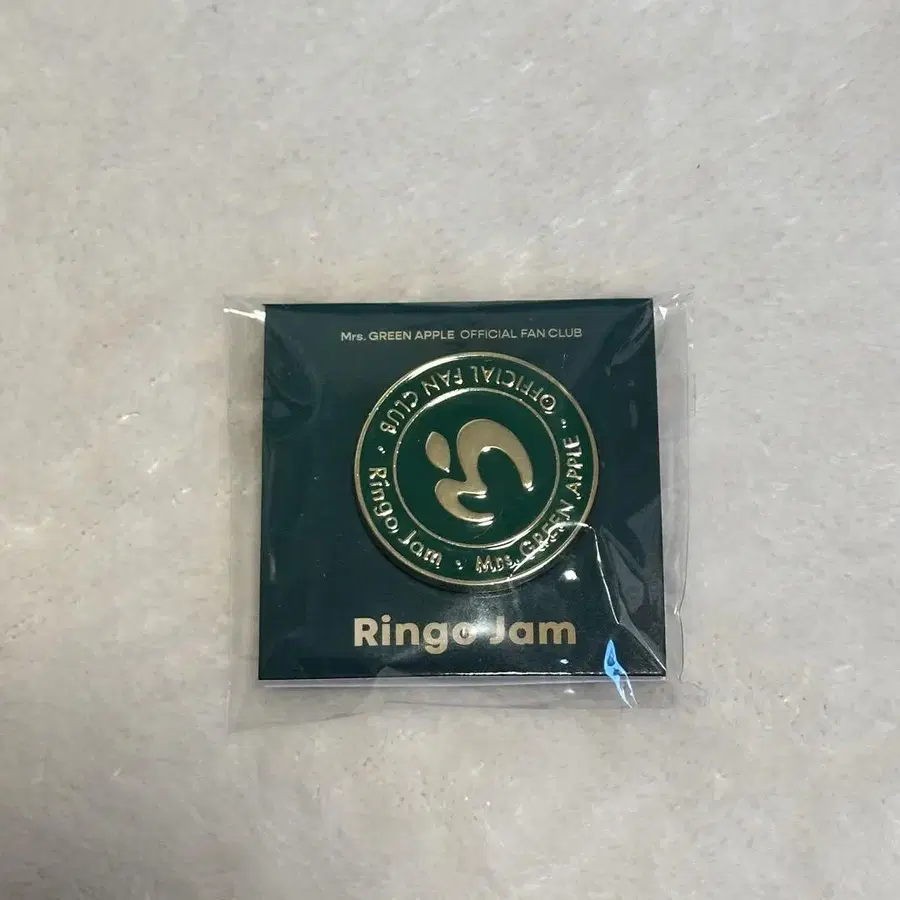 Mrs. GREEN APPLE OFFICIAL FAN CLUB
Mrs. GREEN APPLE · OFFICIAL FAN CLUB · Ringo Jam ·
Ringo Jam